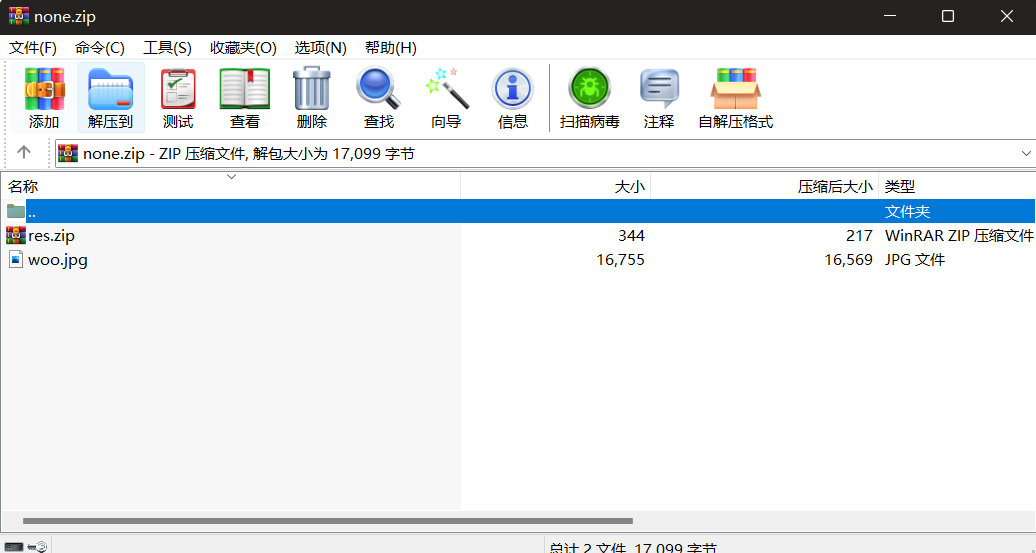 none.zip
文件(F) 命令(C) 工具(S) 收藏夹(O) 选项(N) 帮助(H)
添加 解压到 测试 查看 删除 查找 向导 信息 扫描病毒 注释 自解压格式
none.zip - ZIP 压缩文件, 解包大小为 17,099 字节
名称 大小 压缩后大小 类型
.. 文件夹
res.zip 344 217 WinRAR ZIP 压缩文件
woo.jpg 16,755 16,569 JPG 文件
总计 2 文件, 17,099 字节